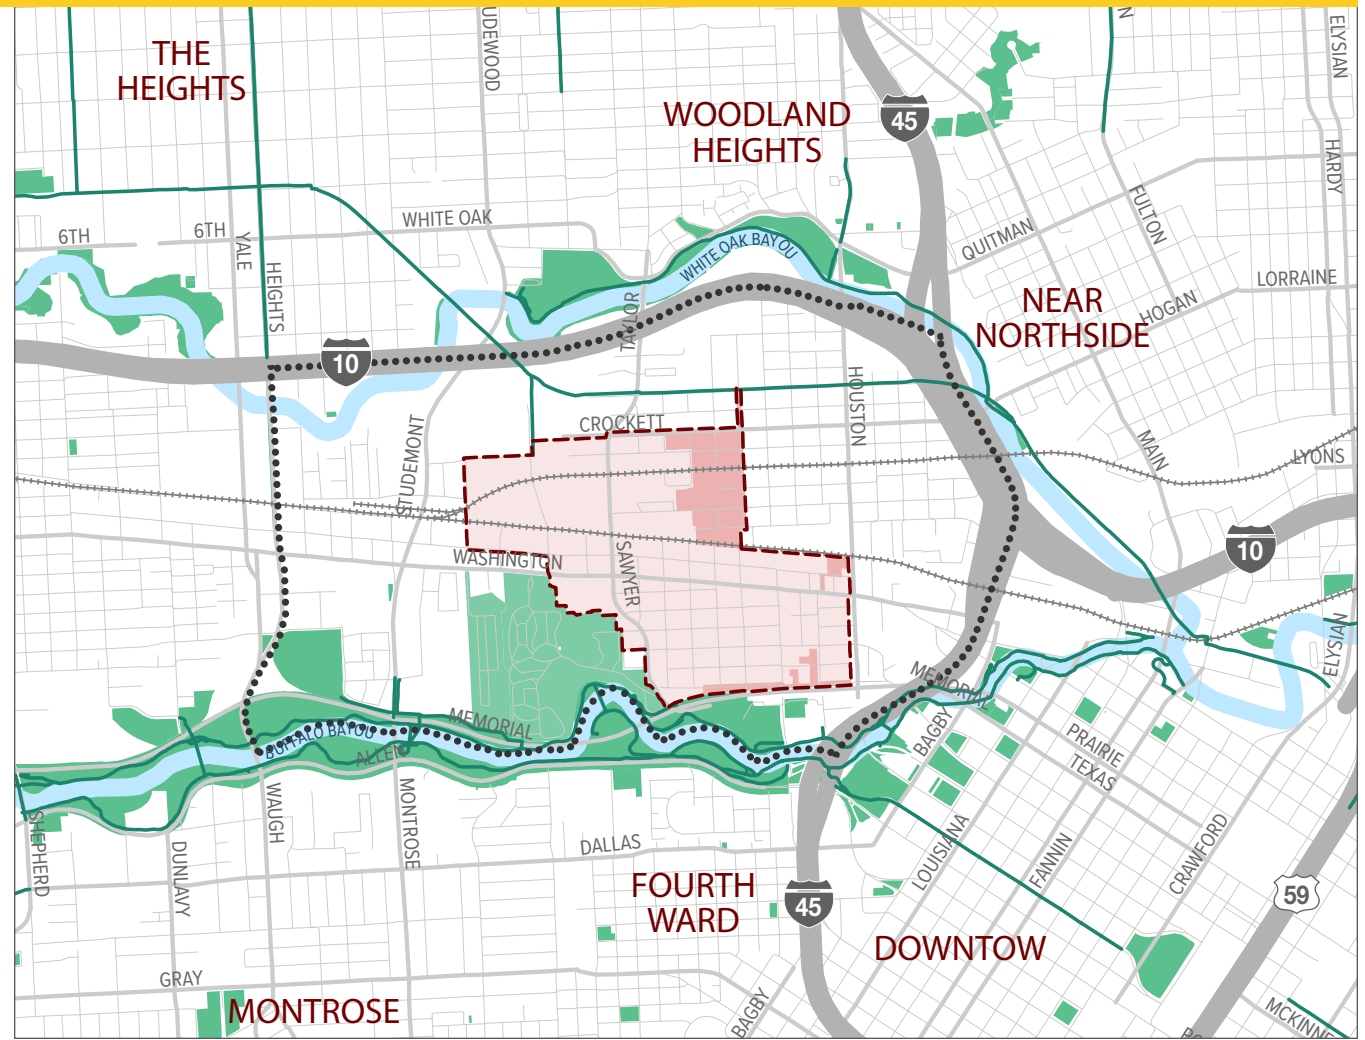 UDEWOOD
N
ELYSIAN
THE
HEIGHTS
WOODLAND
HEIGHTS
45
HARDY
FULTON
6TH
6TH
YALE
WHITE OAK
QUITMAN
WHITE OAK BAYOU
HEIGHTS
LORRAINE
NEAR
NORTHSIDE
HOGAN
TAYLOR
10
HOUSTON
CROCKETT
STUDEMONT
MAIN
LYONS
10
WASHINGTON
SAWYER
ELYSIAN
MEMORIAL
MEMORIAL
BUFFALO BAYOU
ALLEN
BAGBY
PRAIRIE
TEXAS
SHEPHERD
WAUGH
MONTROSE
DUNLAVY
DALLAS
LOUISIANA
FANNIN
CRAWFORD
FOURTH
WARD
45
59
DOWNTOW
GRAY
MONTROSE
BAGBY
MCKINNE